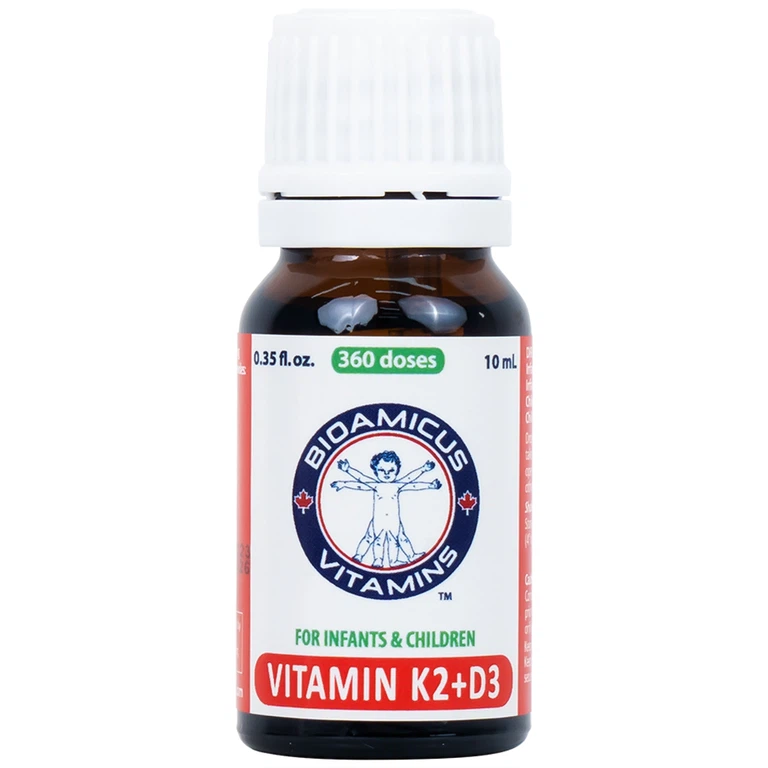 0.35 fl.oz. 360 doses 10 mL
BIOAMICUS
VITAMINS
TM
FOR INFANTS & CHILDREN
VITAMIN K2+D3